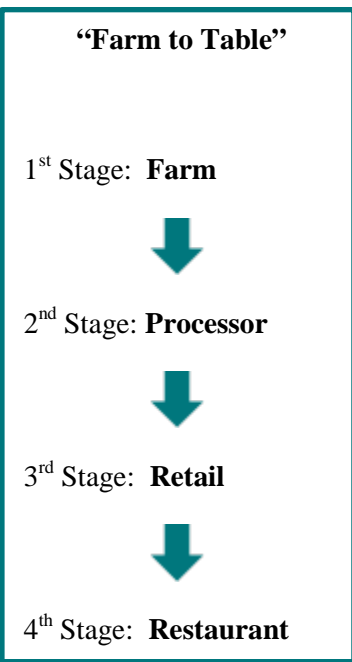 “Farm to Table”
1st Stage: Farm
2nd Stage: Processor
3rd Stage: Retail
4th Stage: Restaurant